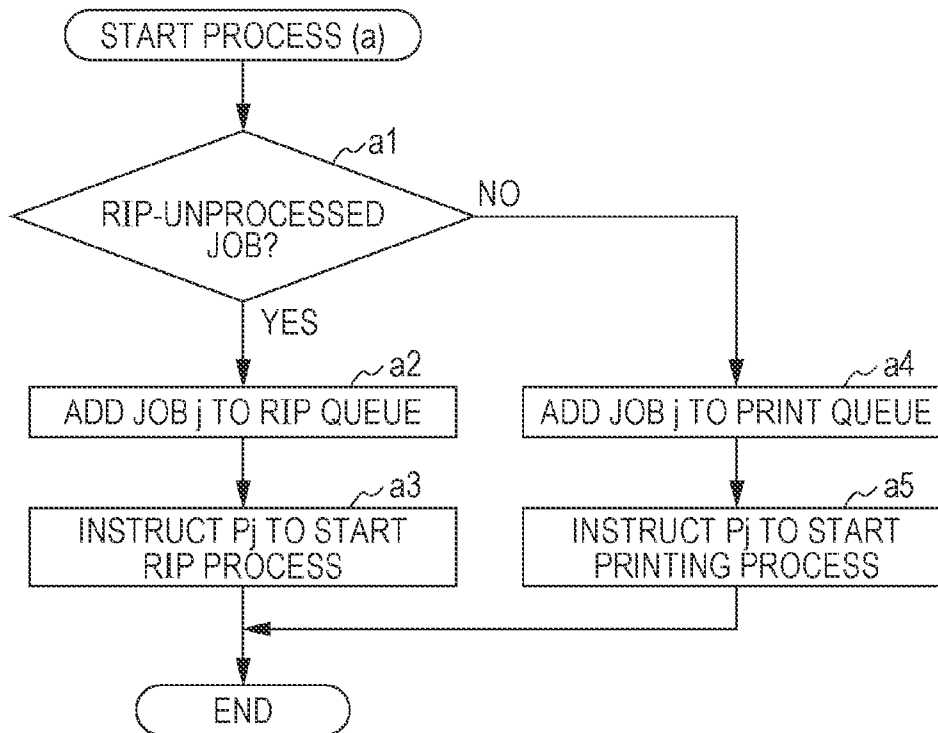 START PROCESS (a)
a1
RIP-UNPROCESSED
JOB?
NO
YES
a2
ADD JOB j TO RIP QUEUE
a4
ADD JOB j TO PRINT QUEUE
a3
INSTRUCT Pj TO START
RIP PROCESS
a5
INSTRUCT Pj TO START
PRINTING PROCESS
END